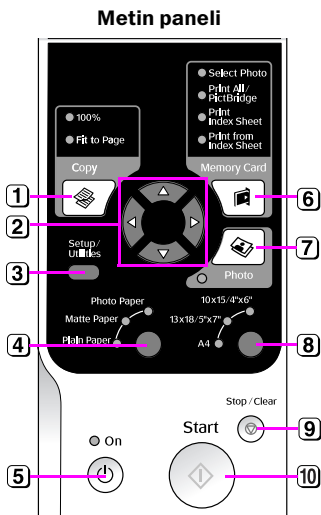 Metin paneli
Select Photo
Print All/
PictBridge
Print
Index Sheet
Print from
Index Sheet
100%
Fit to Page
Copy
Memory Card
1
2
6
7
Setup/
Utilities
3
Photo
Photo Paper
Matte Paper
Plain Paper
10x15/4"x6"
13x18/5"x7"
A4
4
8
Stop/Clear
On
Start
9
5
10